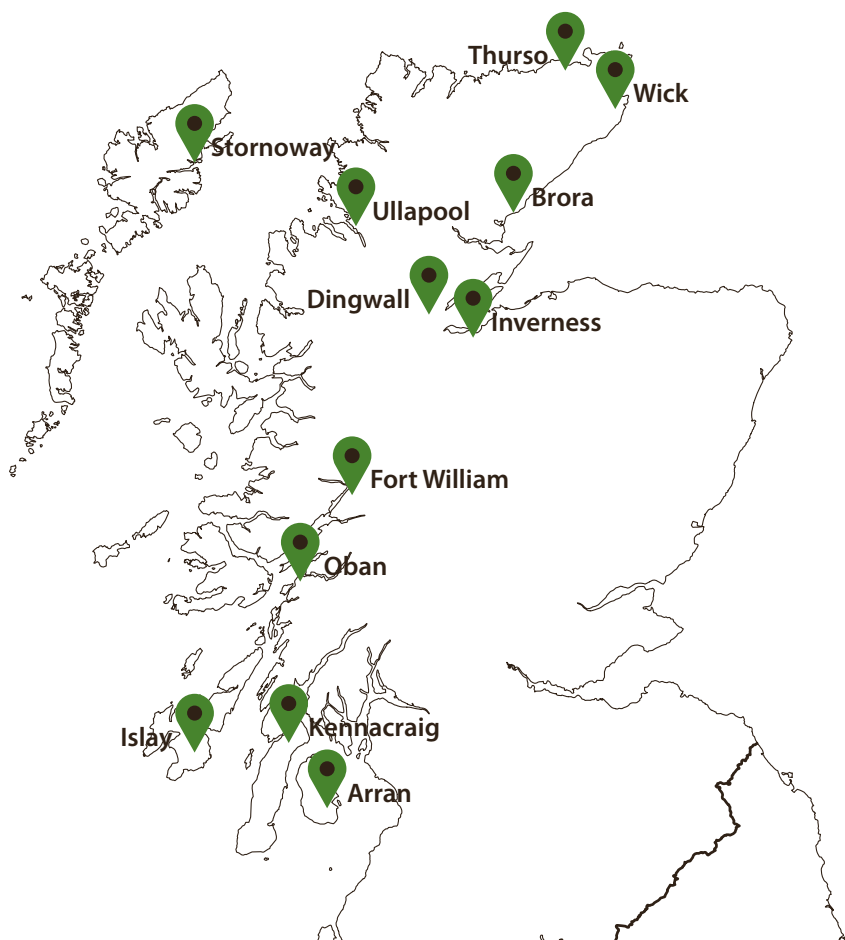 Thurso
Wick
Stornoway
Brora
Ullapool
Dingwall
Inverness
Fort William
Oban
Kennacraig
Islay
Arran